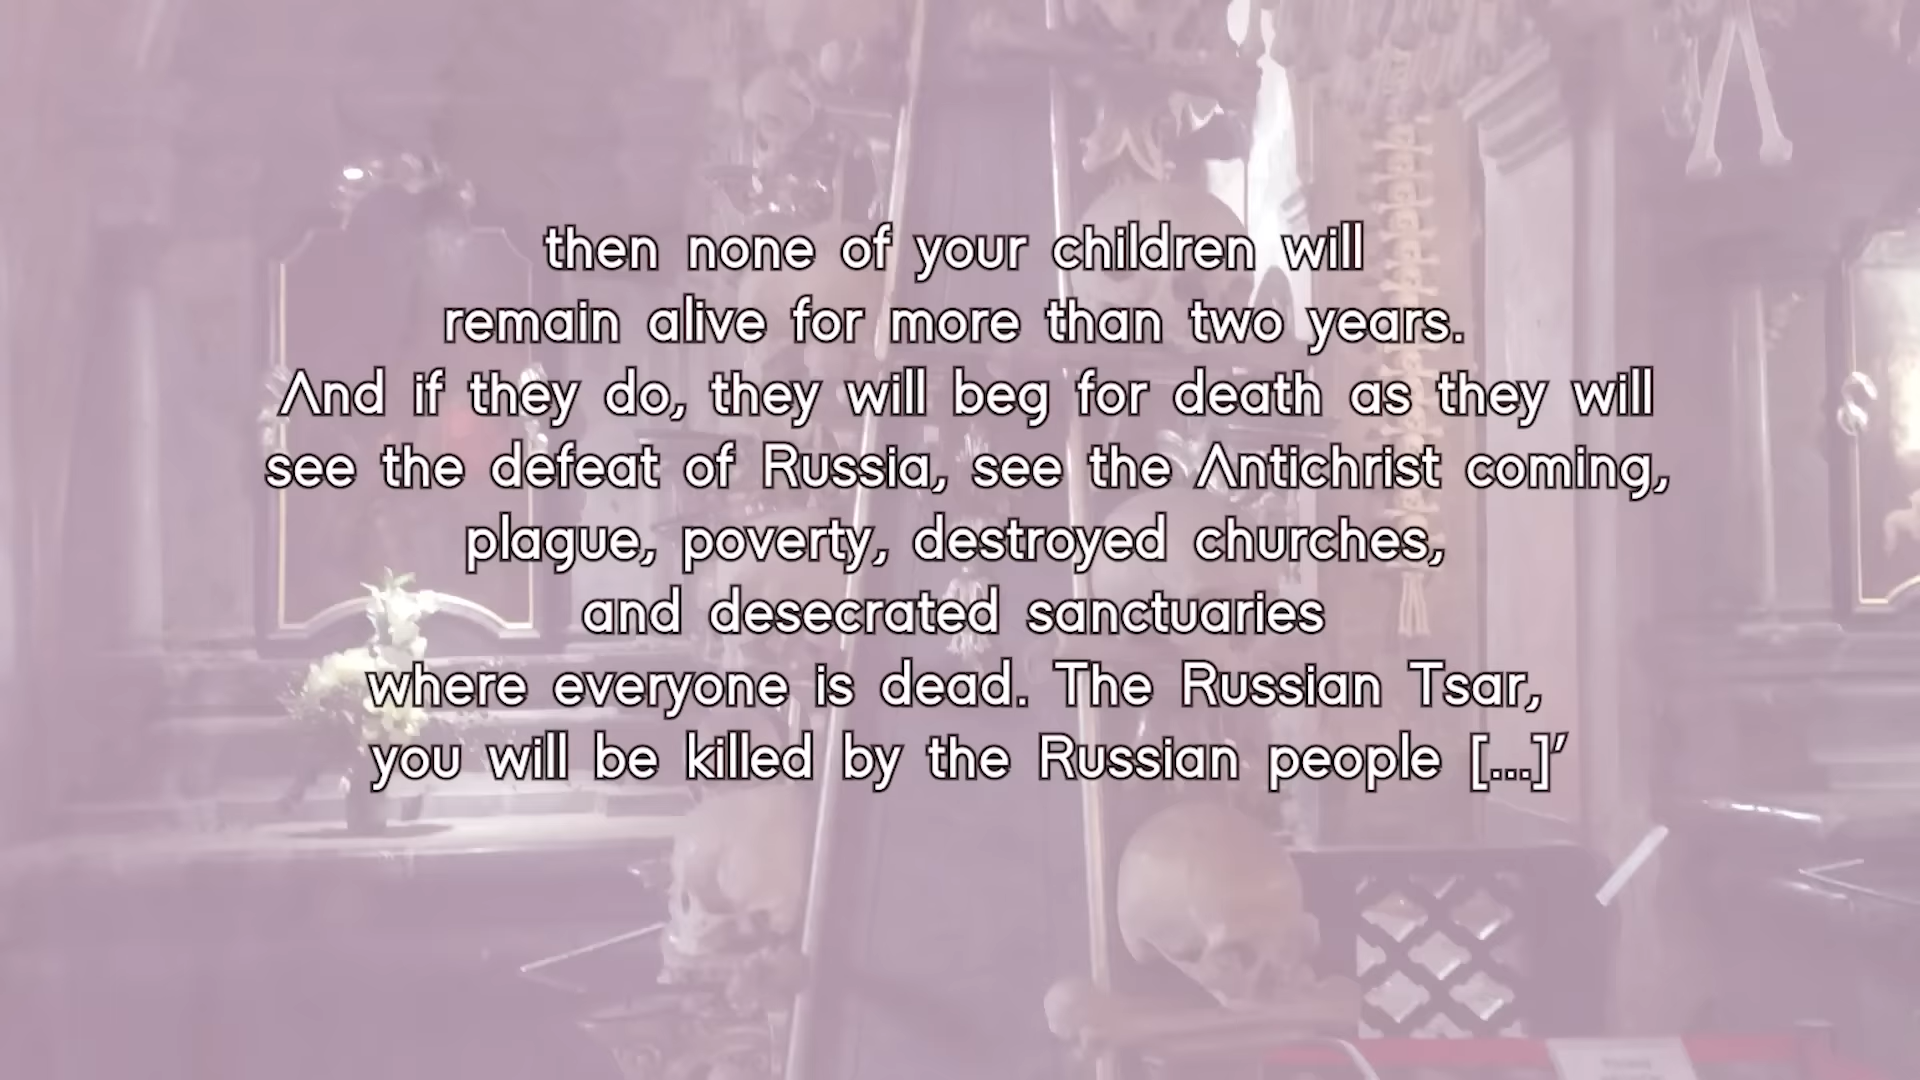 then none of your children will
remain alive for more than two years.
And if they do, they will beg for death as they will
see the defeat of Russia, see the Antichrist coming,
plague, poverty, destroyed churches,
and desecrated sanctuaries
where everyone is dead. The Russian Tsar,
you will be killed by the Russian people [...]’